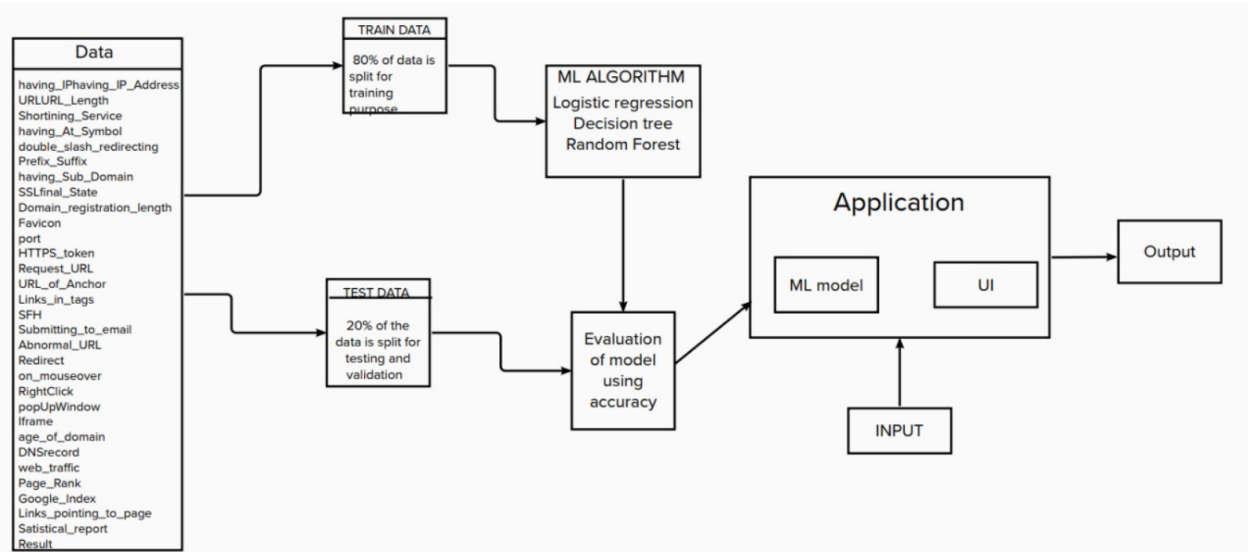 Data
having_IPhaving_IP_Address
URLURL_Length
Shortining_Service
having_At_Symbol
double_slash_redirecting
Prefix_Suffix
having_Sub_Domain
SSLfinal_State
Domain_registration_length
Favicon
port
HTTPS_token
Request_URL
URL_of_Anchor
Links_in_tags
SFH
Submitting_to_email
Abnormal_URL
Redirect
on_mouseover
RightClick
popUpWindow
Iframe
age_of_domain
DNSrecord
web_traffic
Page_Rank
Google_Index
Links_pointing_to_page
Satistical_report
Result
TRAIN DATA
80% of data is
split for
training
purpose
TEST DATA
20% of the
data is split for
testing and
validation
ML ALGORITHM
Logistic regression
Decision tree
Random Forest
Evaluation
of model
using
accuracy
Application
ML model
UI
INPUT
Output